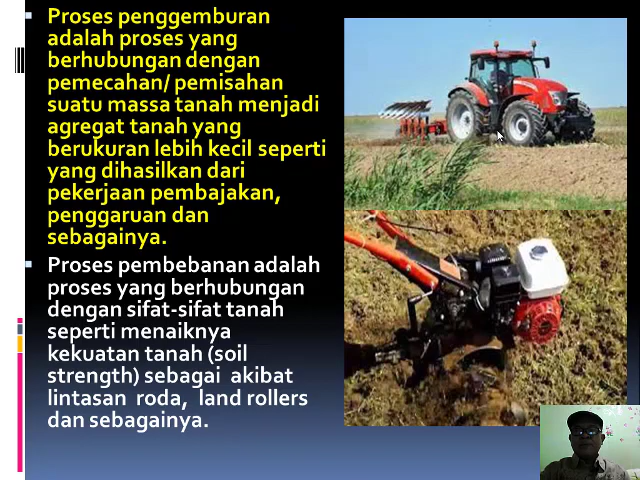 Proses penggemburan
adalah proses yang
berhubungan dengan
pemecahan/ pemisahan
suatu massa tanah menjadi
agregat tanah yang
berukuran lebih kecil seperti
yang dihasilkan dari
pekerjaan pembajakan,
penggaruan dan
sebagainya.
Proses pembebanan adalah
proses yang berhubungan
dengan sifat-sifat tanah
seperti menaiknya
kekuatan tanah (soil
strength) sebagai akibat
lintasan roda, land rollers
dan sebagainya.